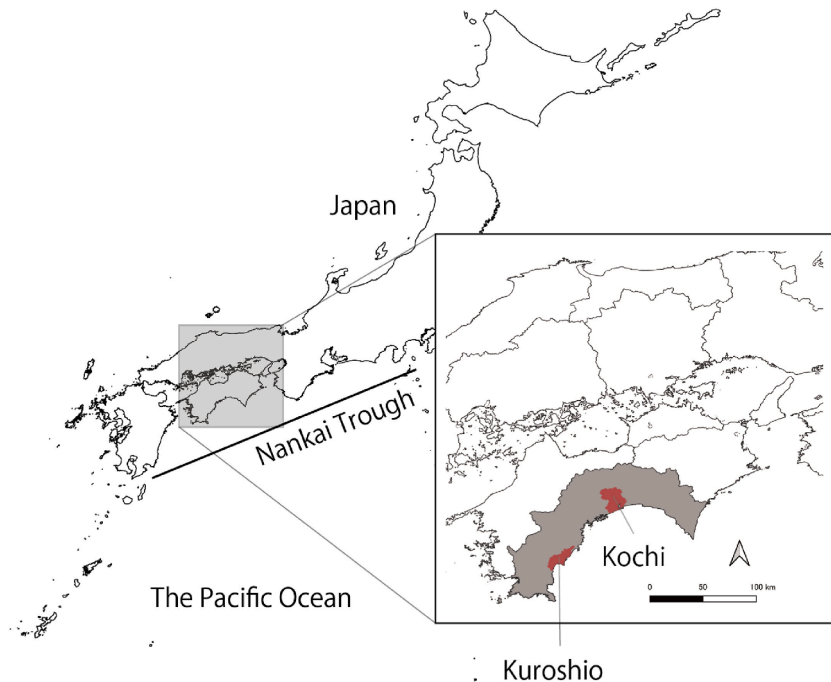 Japan
Nankai Trough
The Pacific Ocean
Kochi
0 50 100 km
Kuroshio